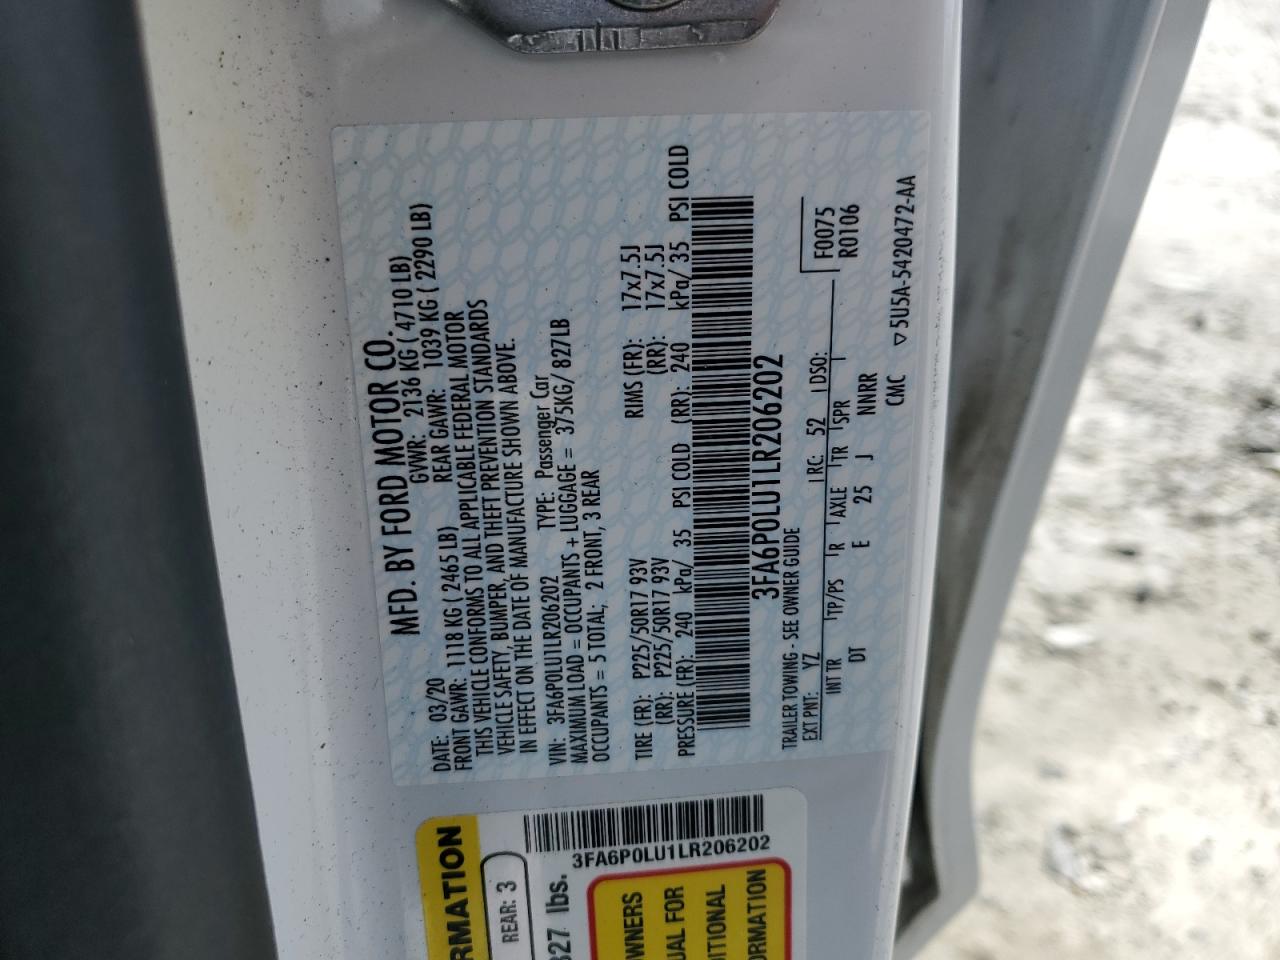 MFD. BY FORD MOTOR CO.
DATE: 03/20 GVWR: 2136 KG ( 4710 LB)
FRONT GAWR: 1118 KG ( 2465 LB) REAR GAWR: 1039 KG ( 2290 LB)
THIS VEHICLE CONFORMS TO ALL APPLICABLE FEDERAL MOTOR
VEHICLE SAFETY, BUMPER, AND THEFT PREVENTION STANDARDS
IN EFFECT ON THE DATE OF MANUFACTURE SHOWN ABOVE.
VIN: 3FA6P0LU1LR206202 TYPE: Passenger Car
MAXIMUM LOAD = OCCUPANTS + LUGGAGE = 375KG/ 827LB
OCCUPANTS = 5 TOTAL; 2 FRONT, 3 REAR
TIRE (FR): P225/50R17 93V RIMS (FR): 17x7.5J
(RR): P225/50R17 93V (RR): 17x7.5J
PRESSURE (FR): 240 kPa/ 35 PSI COLD (RR): 240 kPa/ 35 PSI COLD
3FA6P0LU1LR206202
TRAILER TOWING - SEE OWNER GUIDE
EXT PNT: YZ RC: 52 DSO: F0075
INT TR TP/PS R AXLE TR SPR R0106
DT E 25 J NNRR
CMC 5U5A-5420472-AA
RMATION
REAR: 3
827 lbs.
3FA6P0LU1LR206202
WNERS
UAL FOR
DITIONAL
ORMATION